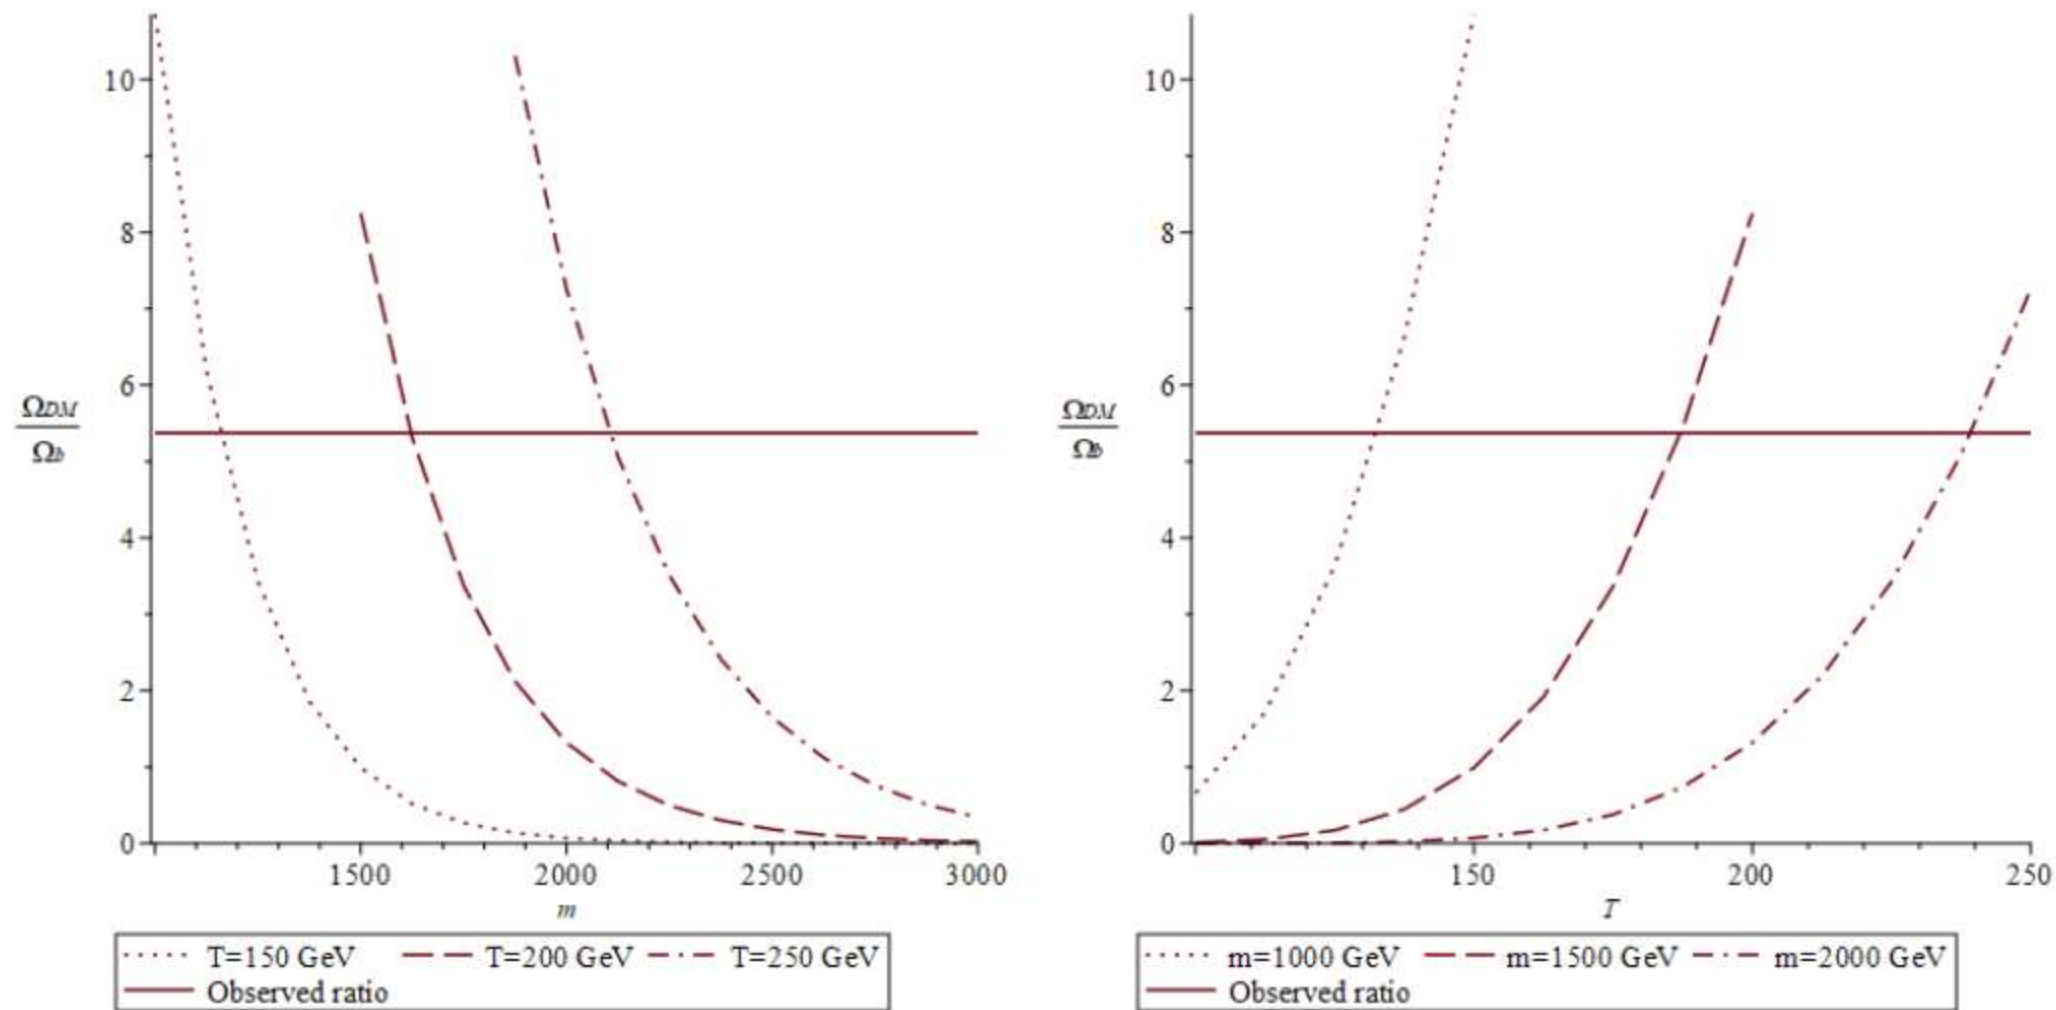 10
8
6
4
2
0
ΩDM
Ωb
1500 2000 2500 3000
m
T=150 GeV T=200 GeV T=250 GeV
Observed ratio
10
8
6
4
2
0
ΩDM
Ωb
150 200 250
T
m=1000 GeV m=1500 GeV m=2000 GeV
Observed ratio